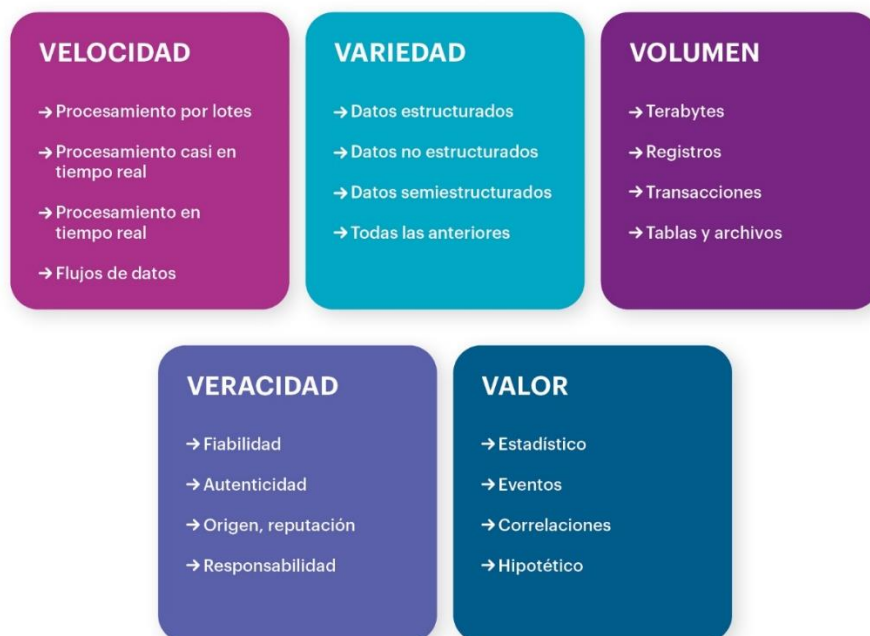 VELOCIDAD
→ Procesamiento por lotes
→ Procesamiento casi en
tiempo real
→ Procesamiento en
tiempo real
→ Flujos de datos
VARIEDAD
→ Datos estructurados
→ Datos no estructurados
→ Datos semiestructurados
→ Todas las anteriores
VOLUMEN
→ Terabytes
→ Registros
→ Transacciones
→ Tablas y archivos
VERACIDAD
→ Fiabilidad
→ Autenticidad
→ Origen, reputación
→ Responsabilidad
VALOR
→ Estadístico
→ Eventos
→ Correlaciones
→ Hipotético